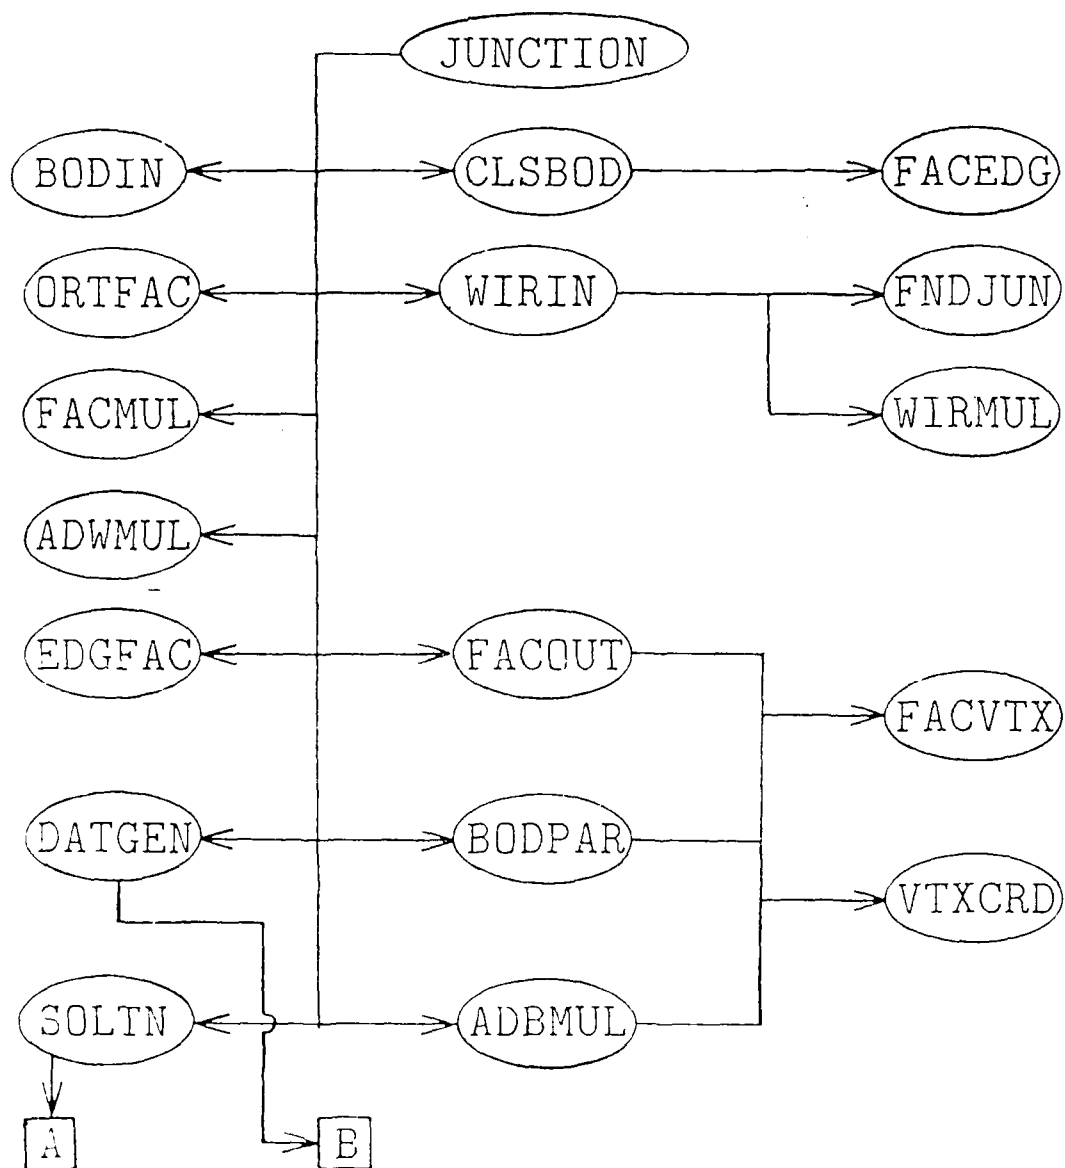 JUNCTION
BODIN CLSBOD FACEDG
ORTFAC WIRIN FNDJUN
FACMUL WIRMUL
ADWMUL
EDGFAC FACOUT
FACVTX
DATGEN BODPAR
VTXCRD
SOLTN ADBMUL
A B